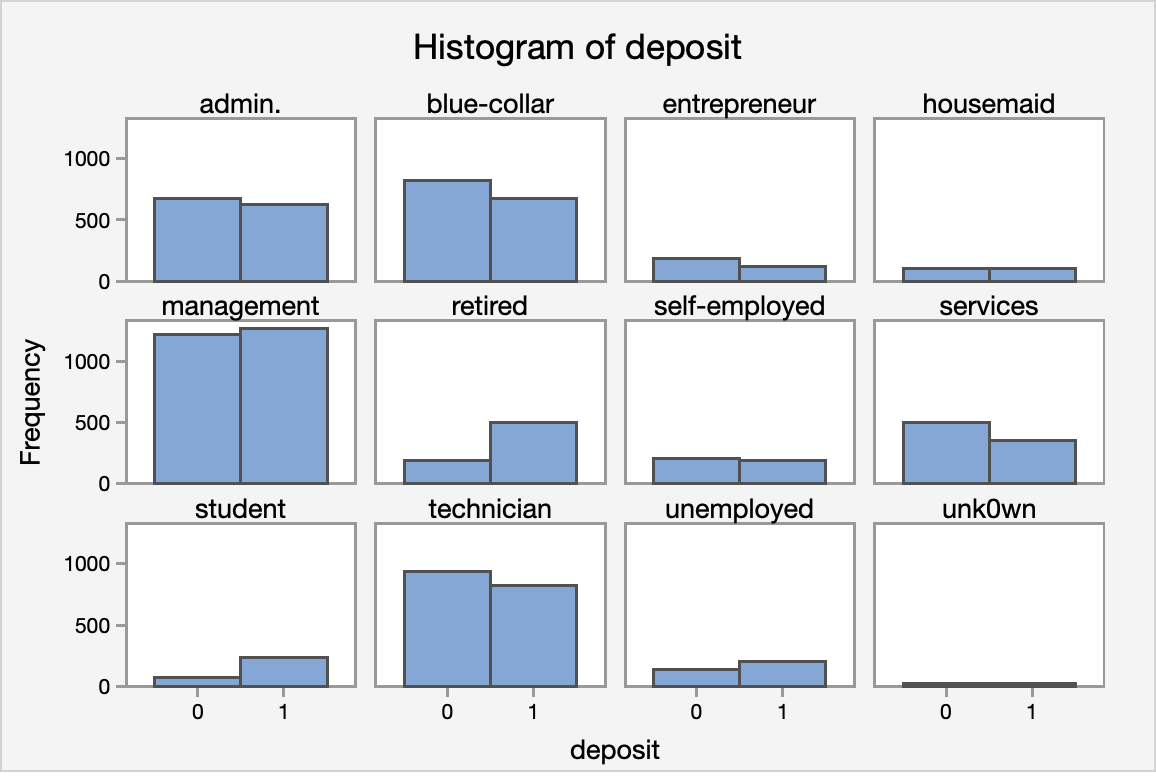 Histogram of deposit
admin. blue-collar entrepreneur housemaid
1000
500
0
management retired self-employed services
Frequency
1000
500
0
student technician unemployed unk0wn
1000
500
0
0 1 0 1 0 1 0 1
deposit